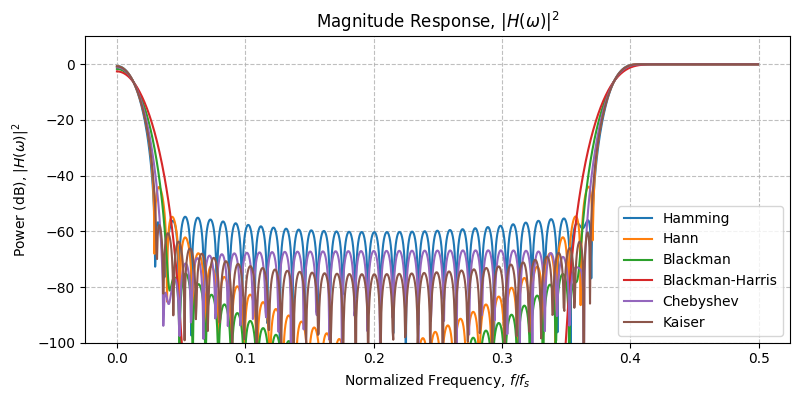 Magnitude Response, |H(ω)|²
Power (dB), |H(ω)|²
0
−20
−40
−60
−80
−100
Hamming
Hann
Blackman
Blackman-Harris
Chebyshev
Kaiser
0.0 0.1 0.2 0.3 0.4 0.5
Normalized Frequency, f/fₛ